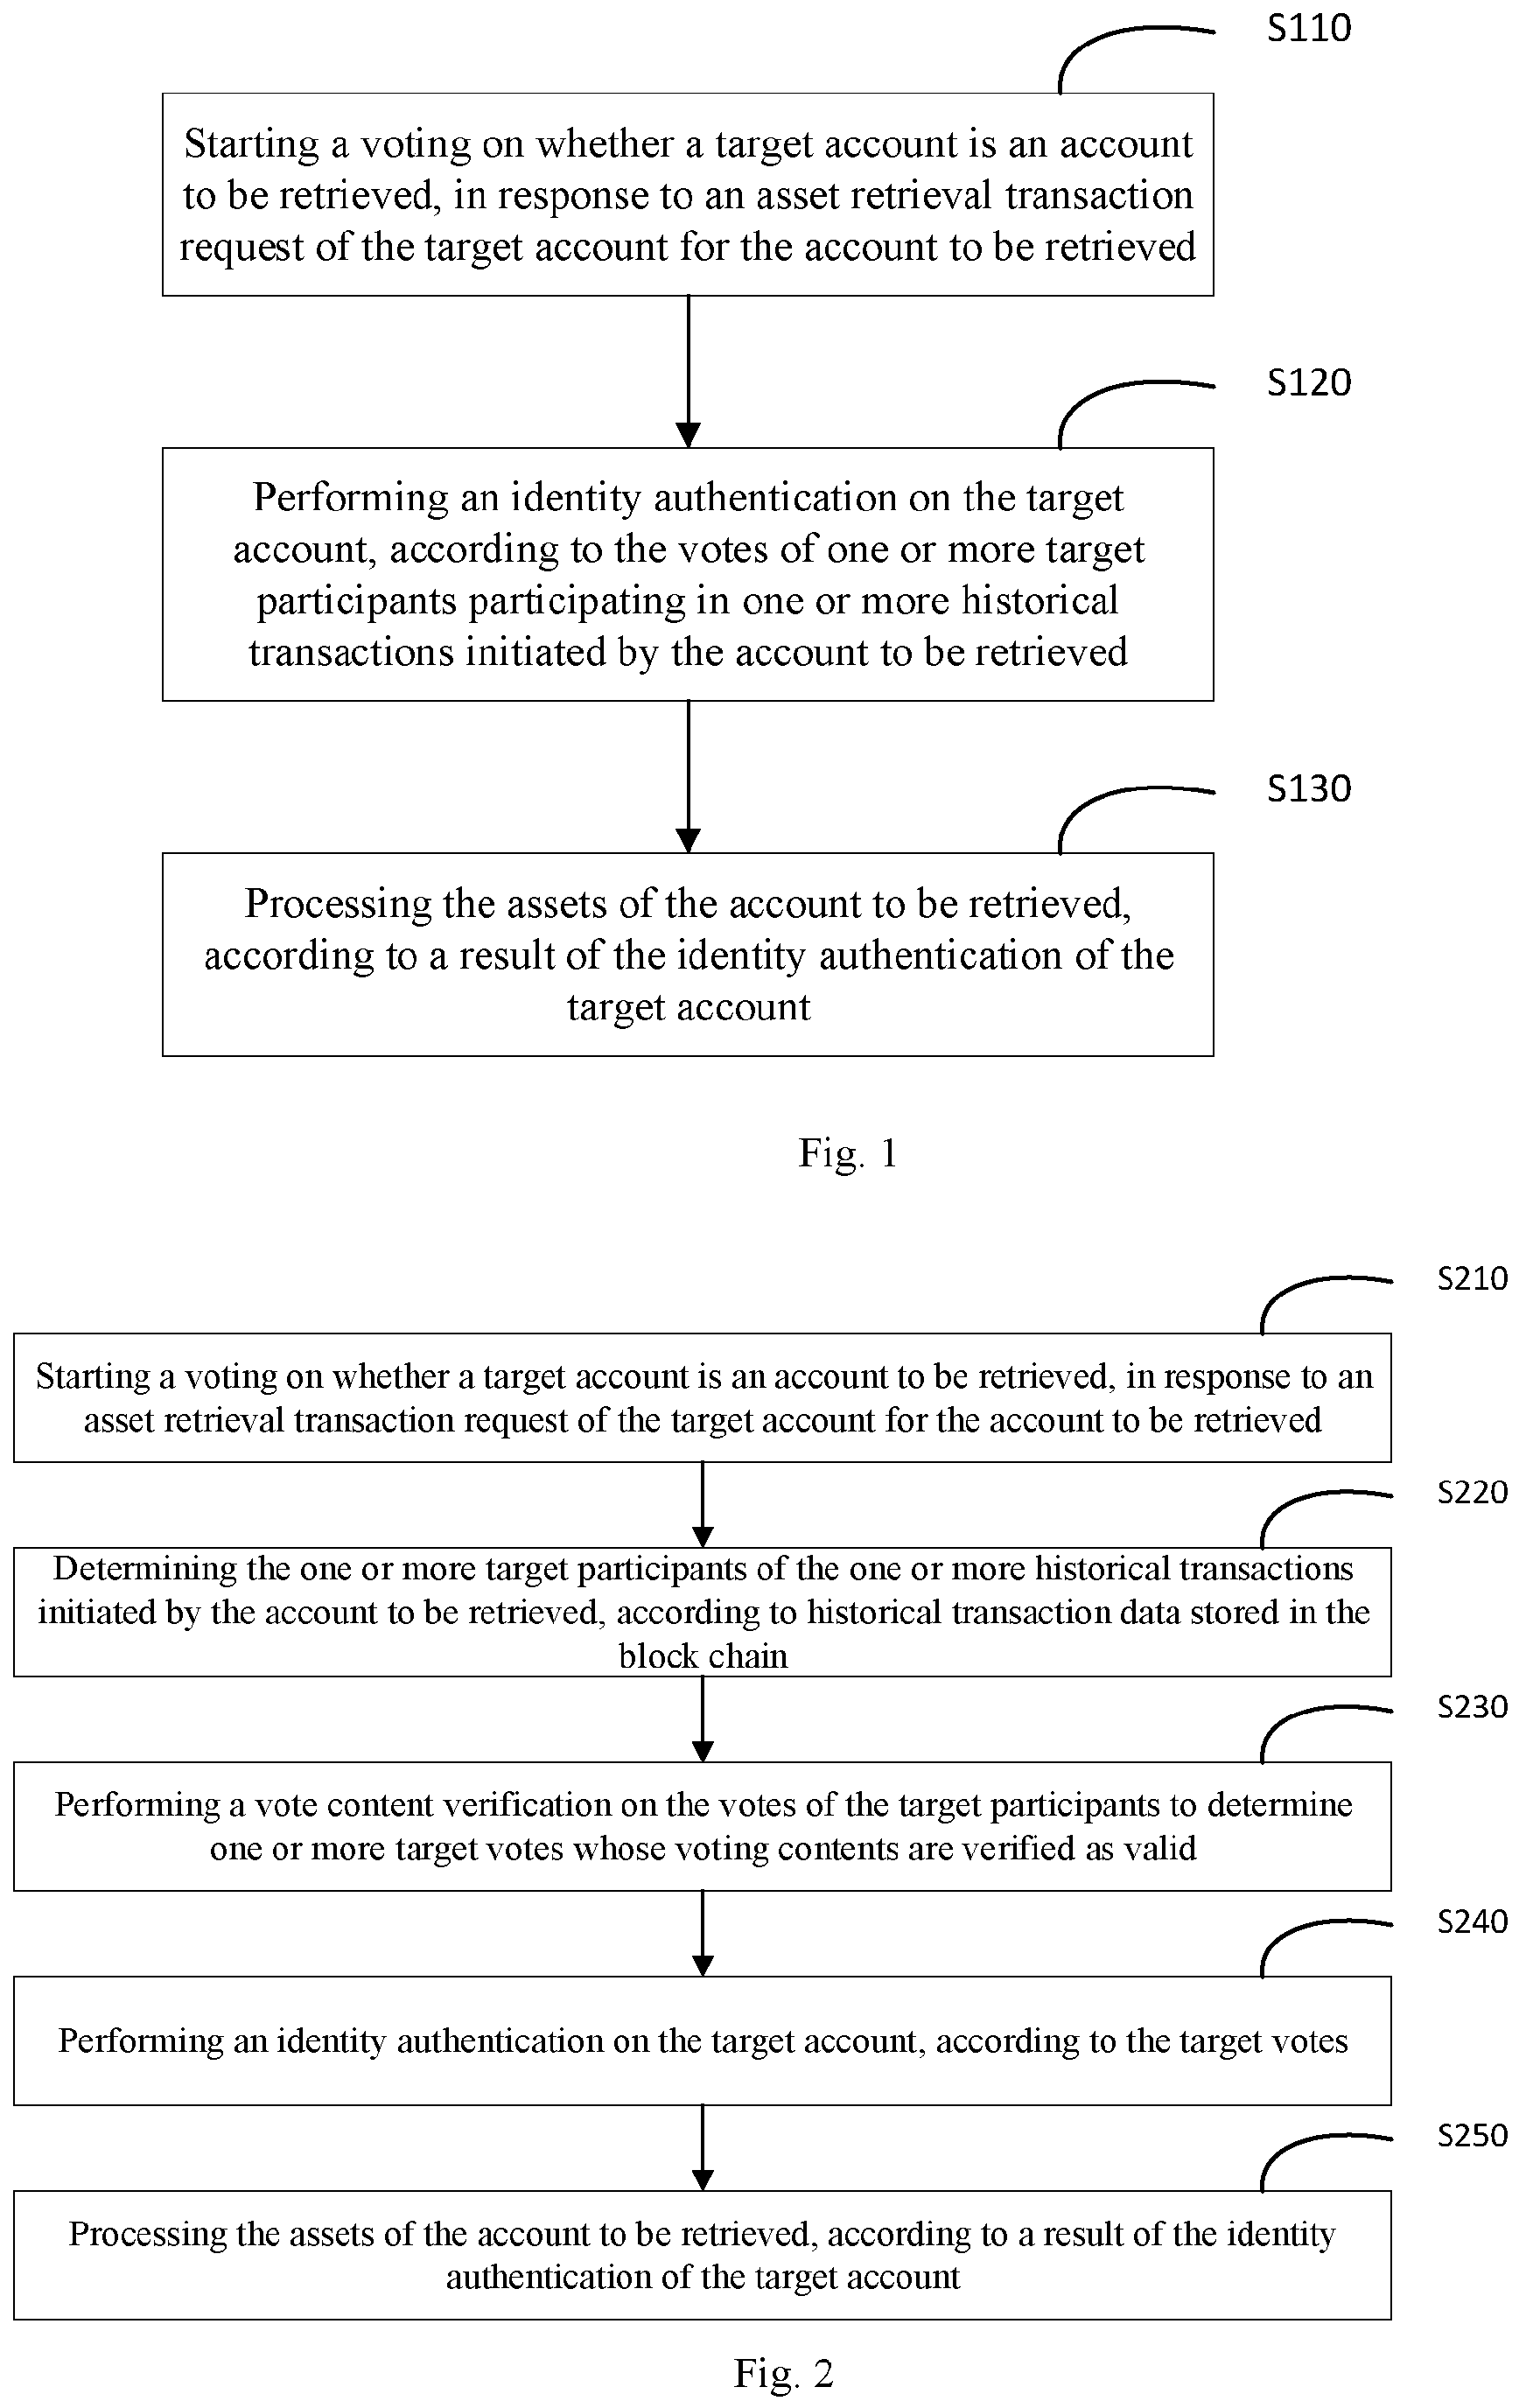 S110
Starting a voting on whether a target account is an account
to be retrieved, in response to an asset retrieval transaction
request of the target account for the account to be retrieved
S120
Performing an identity authentication on the target
account, according to the votes of one or more target
participants participating in one or more historical
transactions initiated by the account to be retrieved
S130
Processing the assets of the account to be retrieved,
according to a result of the identity authentication of the
target account
Fig. 1
S210
Starting a voting on whether a target account is an account to be retrieved, in response to an
asset retrieval transaction request of the target account for the account to be retrieved
S220
Determining the one or more target participants of the one or more historical transactions
initiated by the account to be retrieved, according to historical transaction data stored in the
block chain
S230
Performing a vote content verification on the votes of the target participants to determine
one or more target votes whose voting contents are verified as valid
S240
Performing an identity authentication on the target account, according to the target votes
S250
Processing the assets of the account to be retrieved, according to a result of the identity
authentication of the target account
Fig. 2